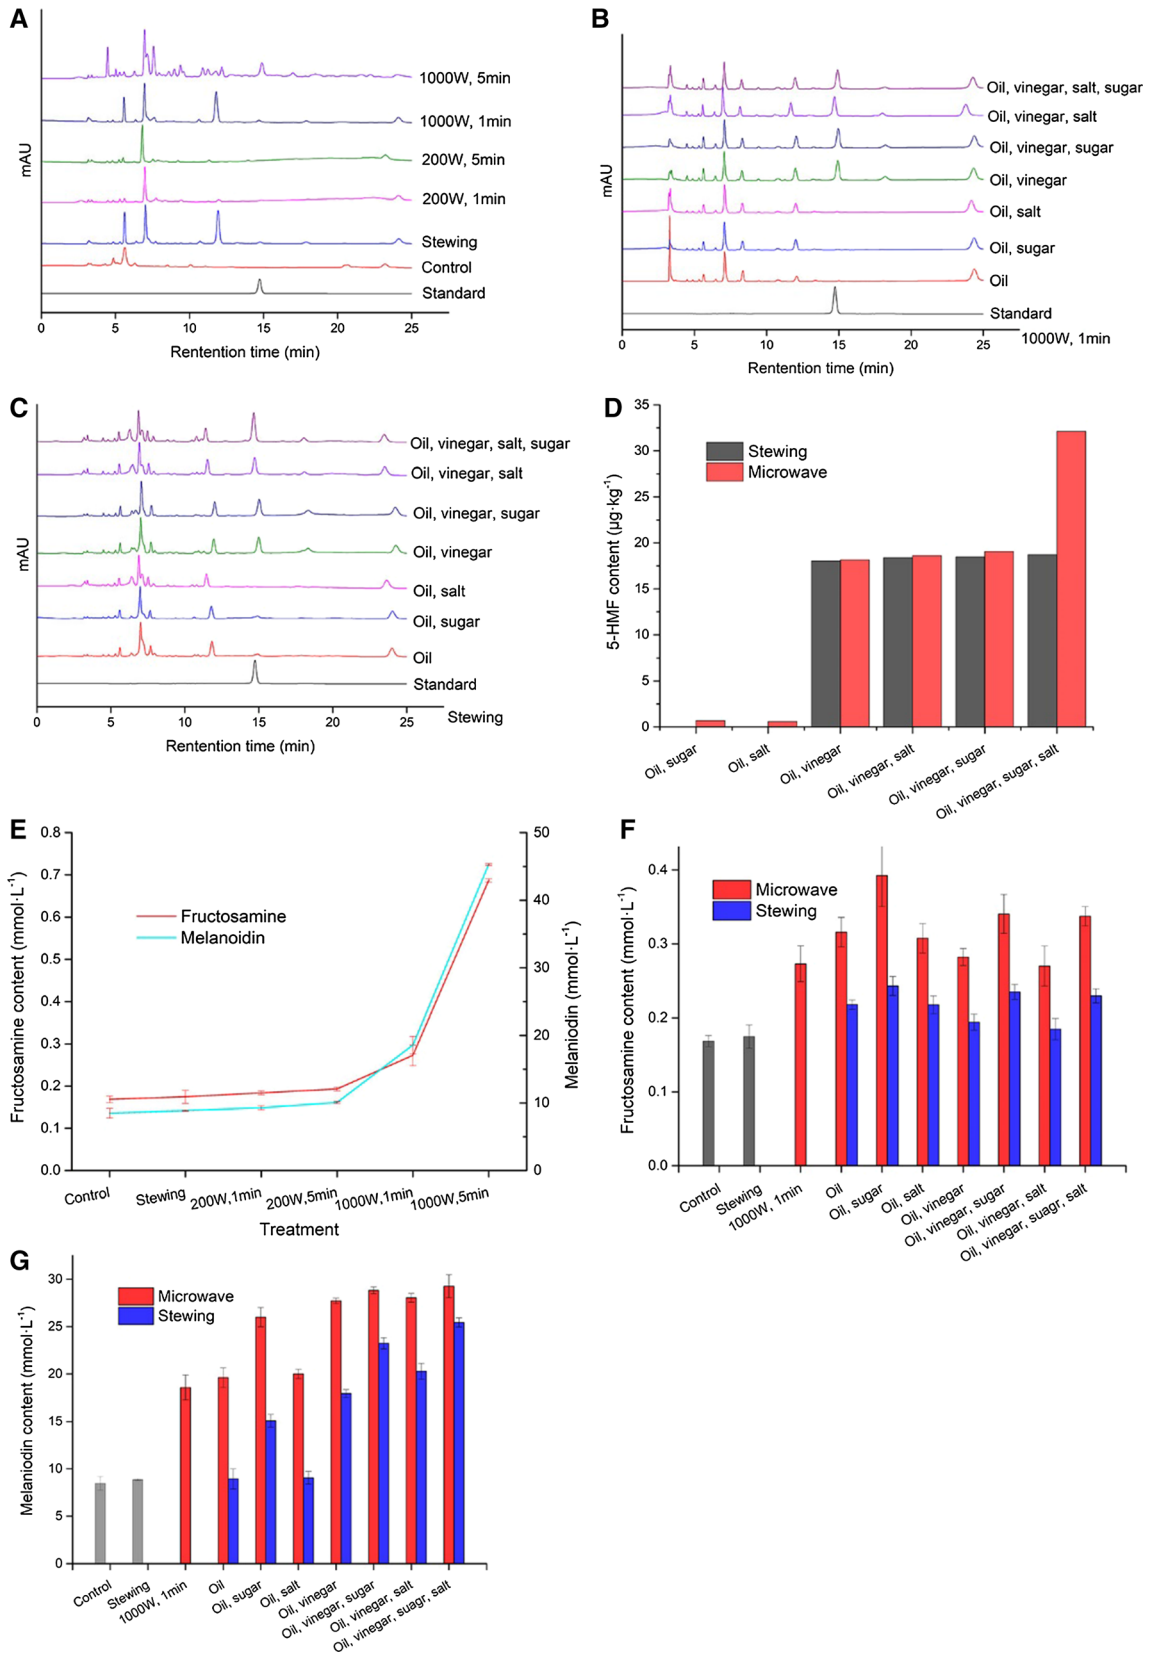 A
1000W, 5min
1000W, 1min
200W, 5min
200W, 1min
Stewing
Control
Standard
mAU
0 5 10 15 20 25
Rentention time (min)
B
Oil, vinegar, salt, sugar
Oil, vinegar, salt
Oil, vinegar, sugar
Oil, vinegar
Oil, salt
Oil, sugar
Oil
Standard
mAU
0 5 10 15 20 25
1000W, 1min
Rentention time (min)
C
Oil, vinegar, salt, sugar
Oil, vinegar, salt
Oil, vinegar, sugar
Oil, vinegar
Oil, salt
Oil, sugar
Oil
Standard
mAU
0 5 10 15 20 25
Stewing
Rentention time (min)
D
35
30
25
20
15
10
5
0
5-HMF content (μg·kg⁻¹)
Stewing
Microwave
Oil, sugar
Oil, salt
Oil, vinegar
Oil, vinegar, salt
Oil, vinegar, sugar
Oil, vinegar, sugar, salt
E
0.8
0.7
0.6
0.5
0.4
0.3
0.2
0.1
0.0
Fructosamine content (mmol·L⁻¹)
Fructosamine
Melanoidin
50
40
30
20
10
0
Melaniodin (mmol·L⁻¹)
Control
Stewing
200W,1min
200W,5min
1000W,1min
1000W,5min
Treatment
F
0.4
0.3
0.2
0.1
0.0
Fructosamine content (mmol·L⁻¹)
Microwave
Stewing
Control
Stewing
1000W, 1min
Oil
Oil, sugar
Oil, salt
Oil, vinegar
Oil, vinegar, sugar
Oil, vinegar, salt
Oil, vinegar, suagr, salt
G
30
25
20
15
10
5
0
Melaniodin content (mmol·L⁻¹)
Microwave
Stewing
Control
Stewing
1000W, 1min
Oil
Oil, sugar
Oil, salt
Oil, vinegar
Oil, vinegar, sugar
Oil, vinegar, salt
Oil, vinegar, suagr, salt